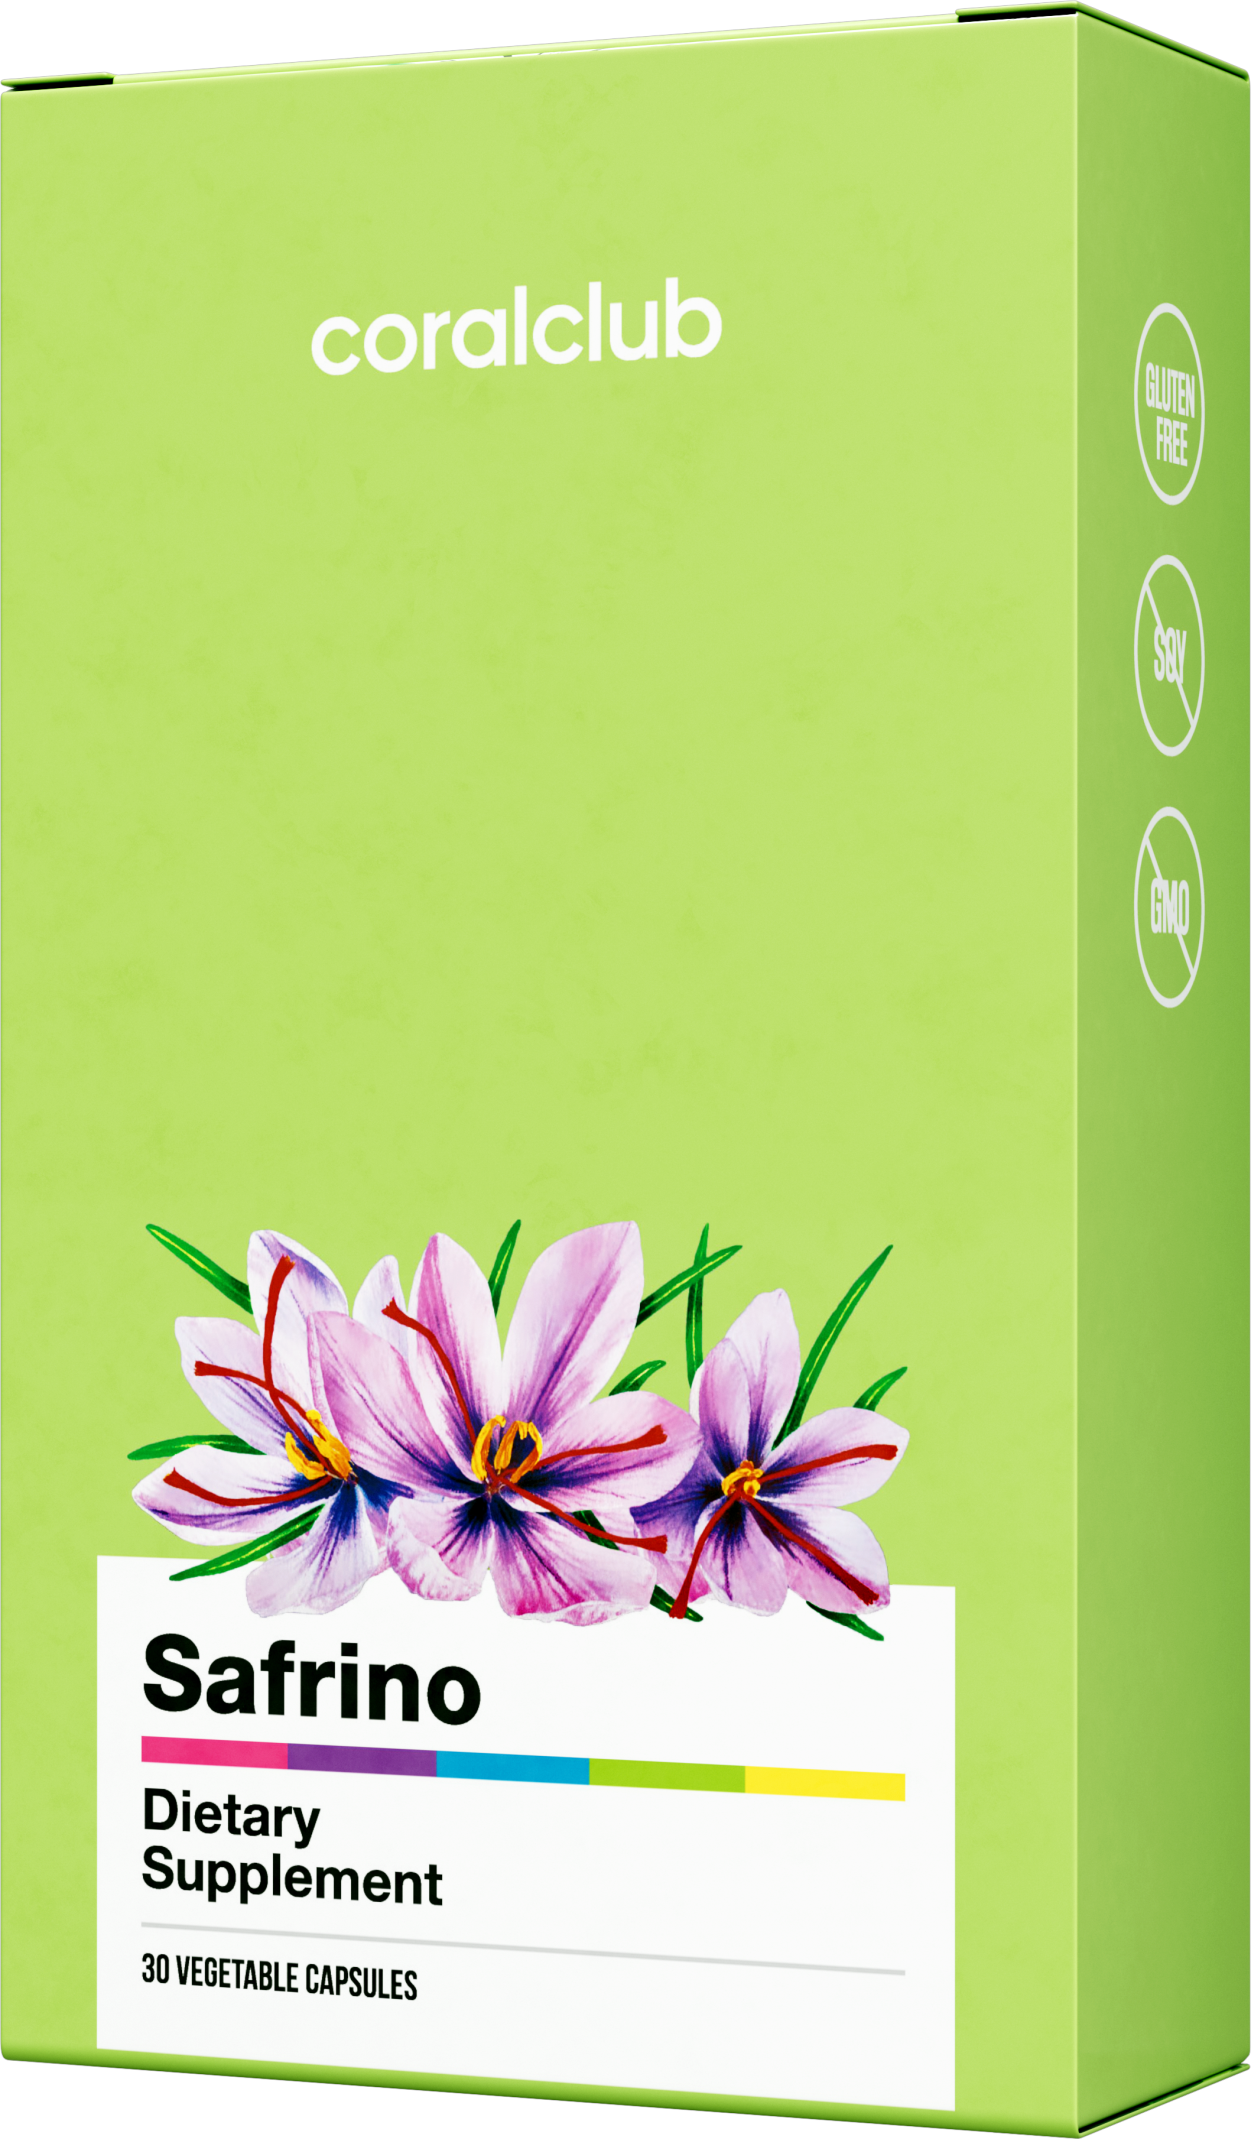 coralclub
GLUTEN
FREE
SOY
GMO
Safrino
Dietary
Supplement
30 VEGETABLE CAPSULES